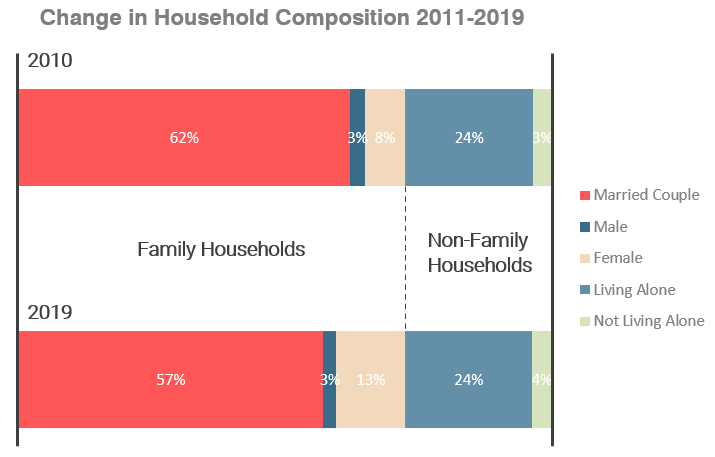 Change in Household Composition 2011-2019
2010
62%
3%
8%
24%
3%
Family Households
Non-Family
Households
2019
57%
3%
13%
24%
4%
Married Couple
Male
Female
Living Alone
Not Living Alone